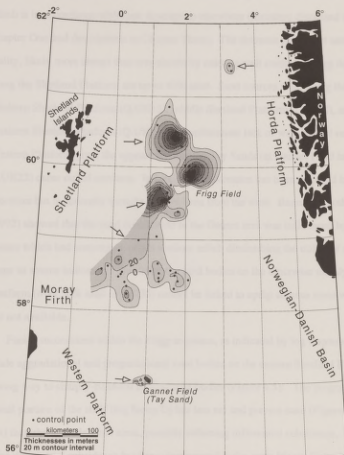 2°
0°
2°
4°
6°
62°
Shetland
Islands
Norway
Horda Platform
Shetland Platform
60°
Frigg Field
20
0
Moray
Firth
58°
Norwegian-Danish Basin
Western Platform
Gannet Field
(Tay Sand)
• control point
0 kilometers 100
Thicknesses in meters
20 m contour interval
56°